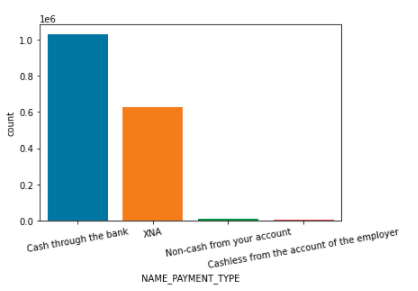 1e6
1.0
0.8
0.6
0.4
0.2
0.0
count
Cash through the bank
XNA
Non-cash from your account
Cashless from the account of the employer
NAME_PAYMENT_TYPE